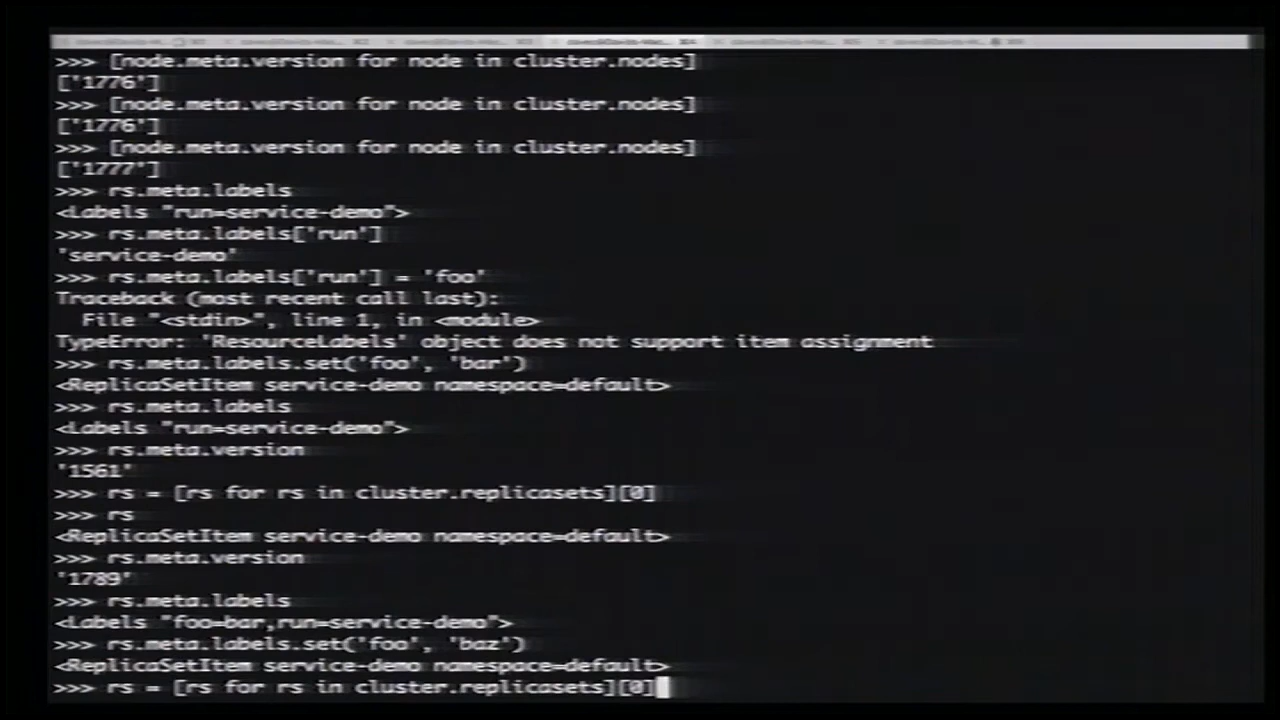 >>> [node.meta.version for node in cluster.nodes]
['1776']
>>> [node.meta.version for node in cluster.nodes]
['1776']
>>> [node.meta.version for node in cluster.nodes]
['1777']
>>> rs.meta.labels
<Labels "run=service-demo">
>>> rs.meta.labels['run']
'service-demo'
>>> rs.meta.labels['run'] = 'foo'
Traceback (most recent call last):
  File "<stdin>", line 1, in <module>
TypeError: 'ResourceLabels' object does not support item assignment
>>> rs.meta.labels.set('foo', 'bar')
<ReplicaSetItem service-demo namespace=default>
>>> rs.meta.labels
<Labels "run=service-demo">
>>> rs.meta.version
'1561'
>>> rs = [rs for rs in cluster.replicasets][0]
>>> rs
<ReplicaSetItem service-demo namespace=default>
>>> rs.meta.version
'1789'
>>> rs.meta.labels
<Labels "foo=bar,run=service-demo">
>>> rs.meta.labels.set('foo', 'baz')
<ReplicaSetItem service-demo namespace=default>
>>> rs = [rs for rs in cluster.replicasets][0]